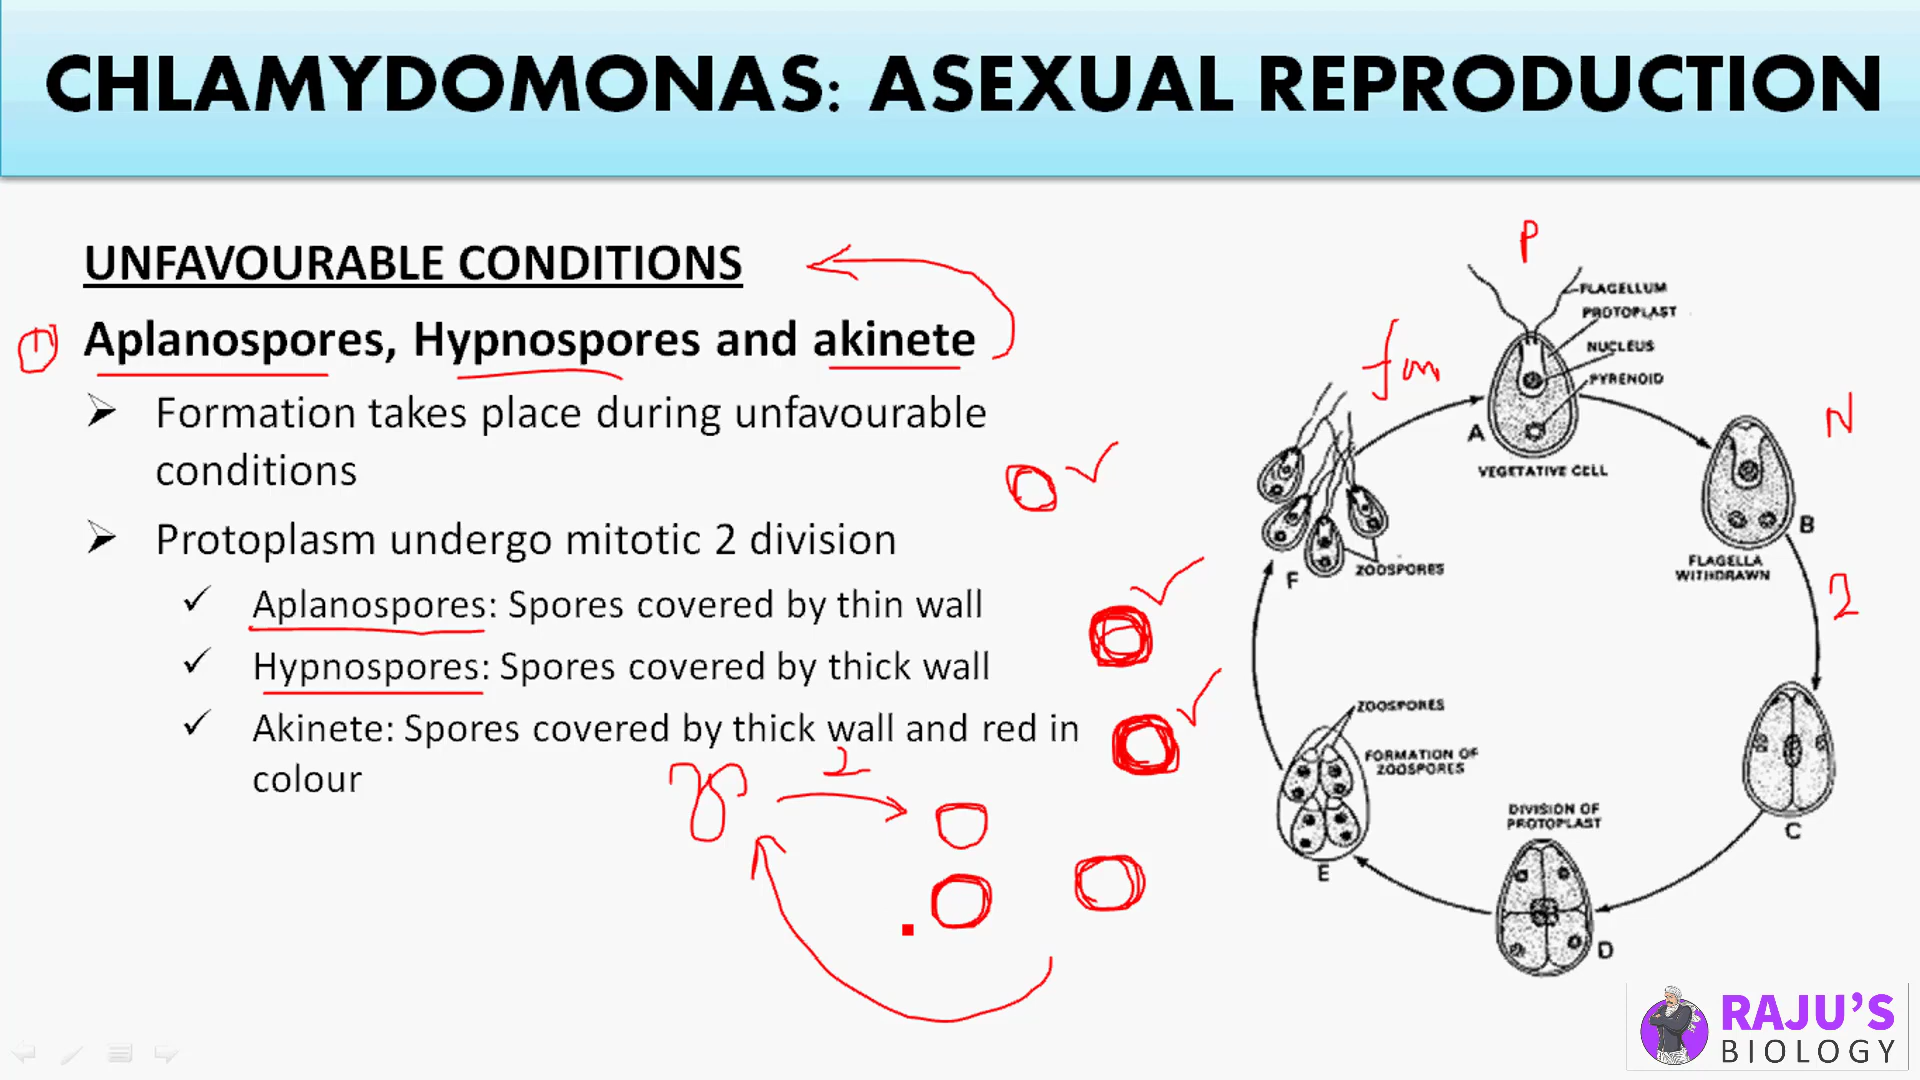 CHLAMYDOMONAS: ASEXUAL REPRODUCTION
UNFAVOURABLE CONDITIONS
1 Aplanospores, Hypnospores and akinete
Formation takes place during unfavourable
conditions
Protoplasm undergo mitotic 2 division
Aplanospores: Spores covered by thin wall
Hypnospores: Spores covered by thick wall
Akinete: Spores covered by thick wall and red in
colour
2
P
FLAGELLUM
PROTOPLAST
NUCLEUS
PYRENOID
A
VEGETATIVE CELL
N
B
FLAGELLA
WITHDRAWN
2
C
DIVISION OF
PROTOPLAST
D
ZOOSPORES
FORMATION OF
ZOOSPORES
E
F
ZOOSPORES
RAJU'S
BIOLOGY